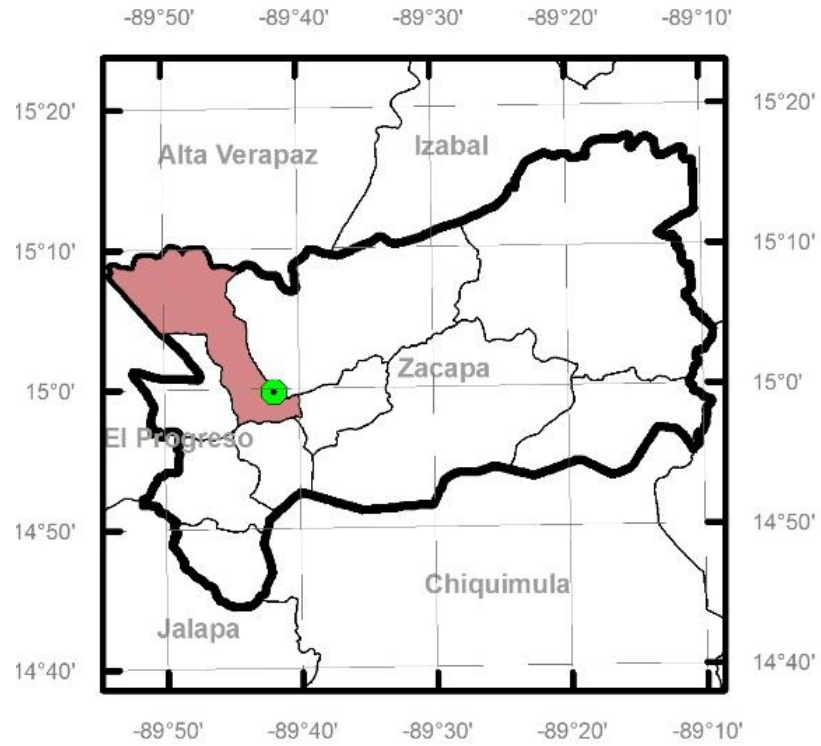 -89°50' -89°40' -89°30' -89°20' -89°10'
15°20' 15°20'
Alta Verapaz Izabal
15°10' 15°10'
Zacapa
15°0' 15°0'
El Progreso
14°50' 14°50'
Chiquimula
Jalapa
14°40' 14°40'
-89°50' -89°40' -89°30' -89°20' -89°10'